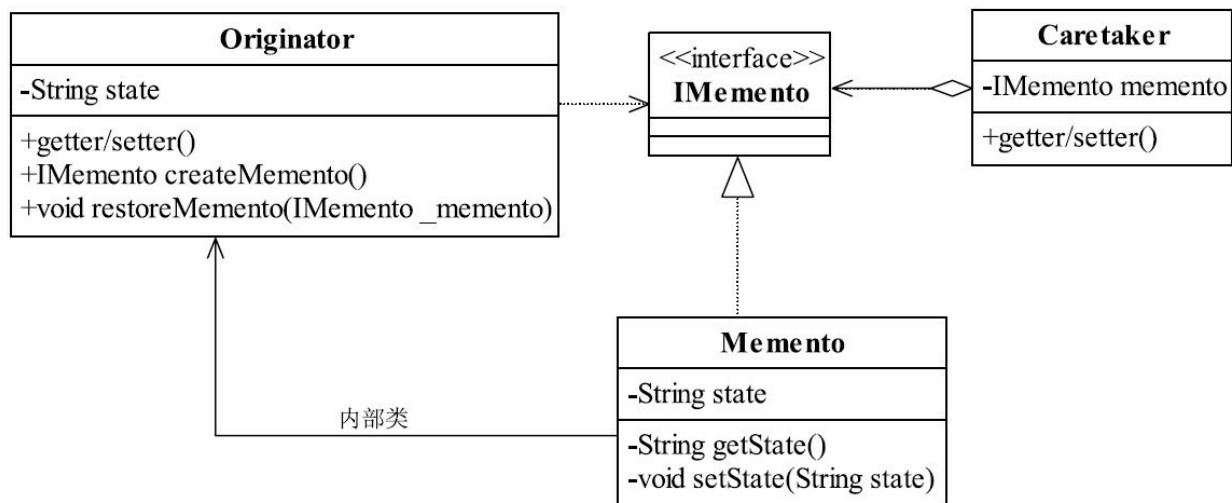 Originator
-String state
+getter/setter()
+IMemento createMemento()
+void restoreMemento(IMemento _memento)
<<interface>>
IMemento
Caretaker
-IMemento memento
+getter/setter()
内部类
Memento
-String state
-String getState()
-void setState(String state)